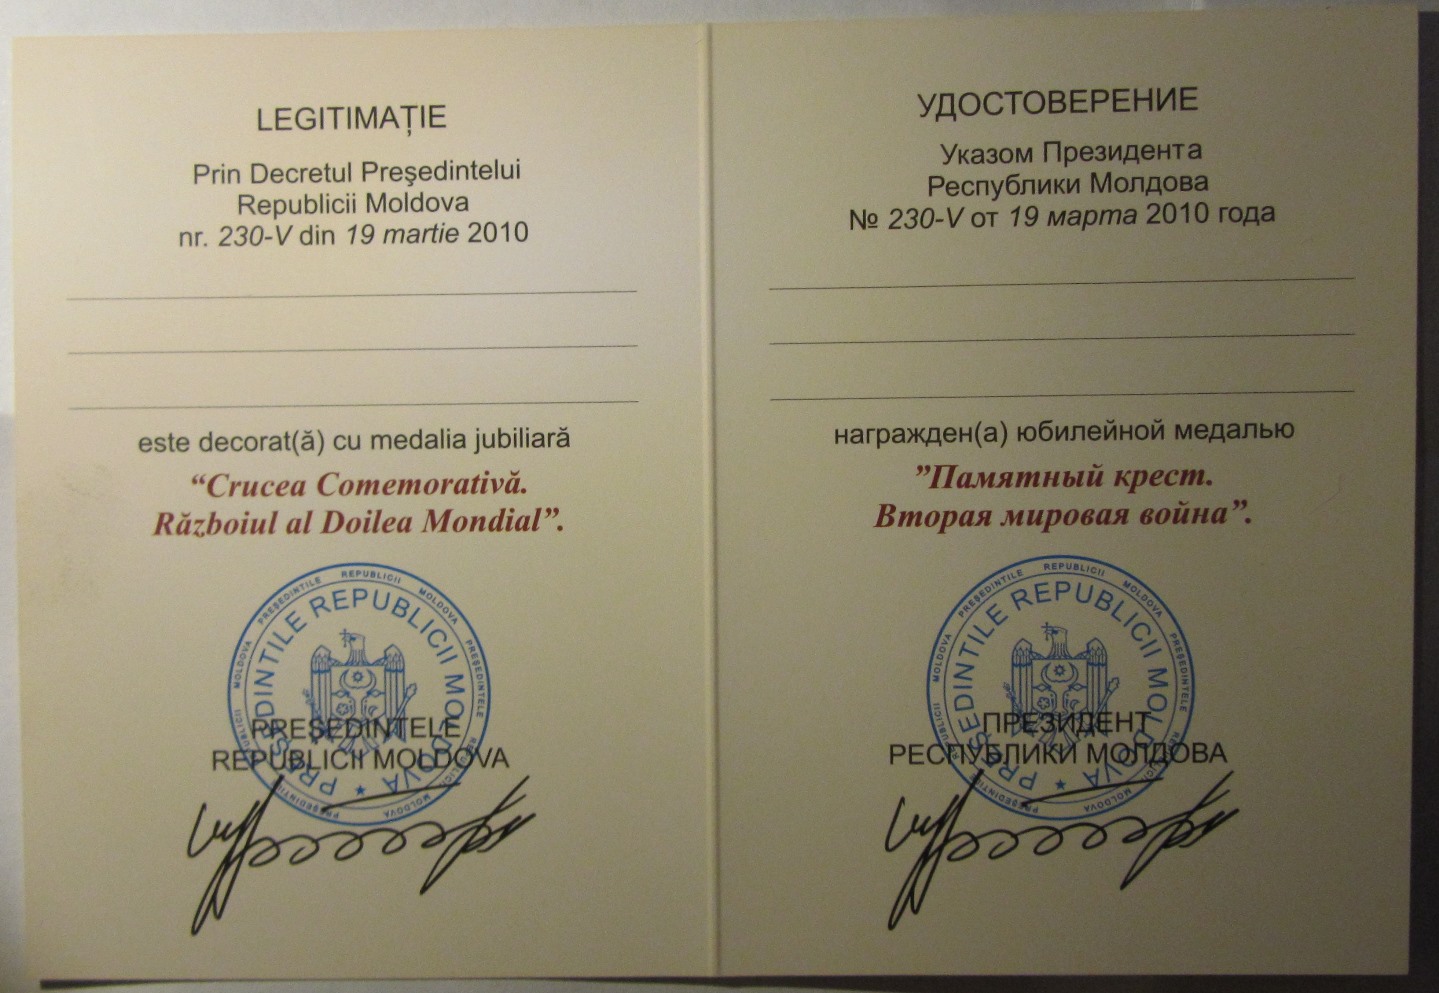 LEGITIMAȚIE
Prin Decretul Preşedintelui
Republicii Moldova
nr. 230-V din 19 martie 2010
este decorat(ă) cu medalia jubiliară
“Crucea Comemorativă.
Războiul al Doilea Mondial”.
PREŞEDINTELE REPUBLICII MOLDOVA
PREŞEDINTELE
REPUBLICII MOLDOVA
УДОСТОВЕРЕНИЕ
Указом Президента
Республики Молдова
№ 230-V от 19 марта 2010 года
награжден(а) юбилейной медалью
”Памятный крест.
Вторая мировая война”.
PREŞEDINTELE REPUBLICII MOLDOVA
ПРЕЗИДЕНТ
РЕСПУБЛИКИ МОЛДОВА